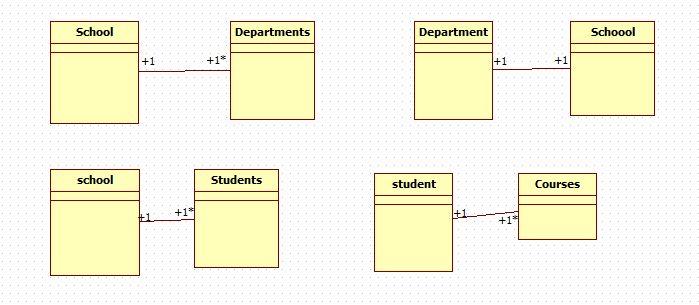 School
Departments
+1
+1*
Department
Schoool
+1
+1
school
Students
+1
+1*
student
Courses
+1
+1*